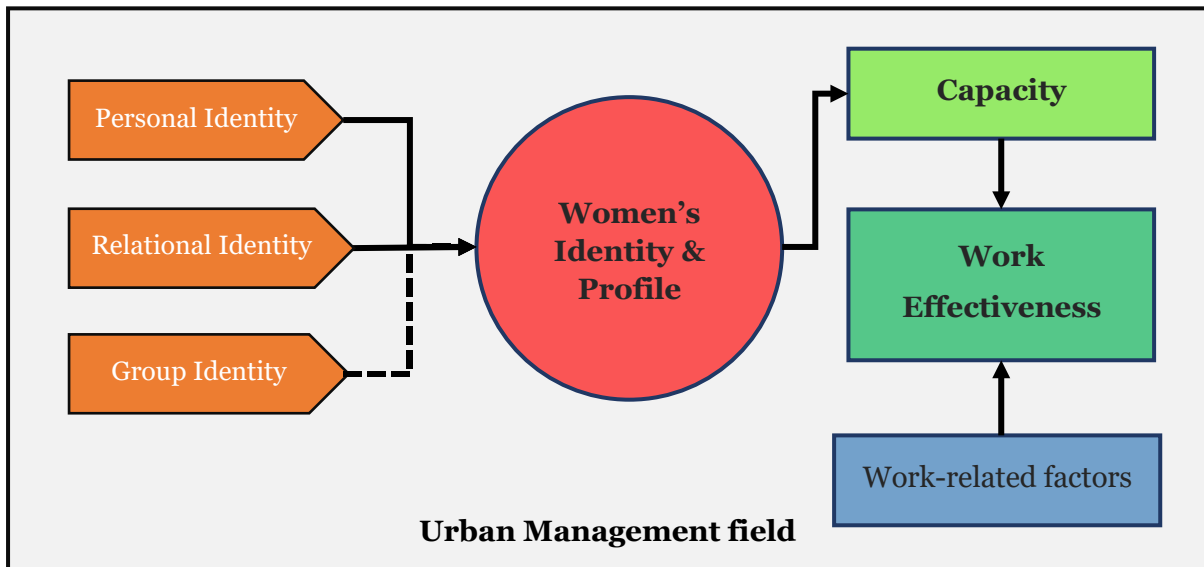 Personal Identity
Relational Identity
Group Identity
Women’s
Identity &
Profile
Capacity
Work
Effectiveness
Work-related factors
Urban Management field